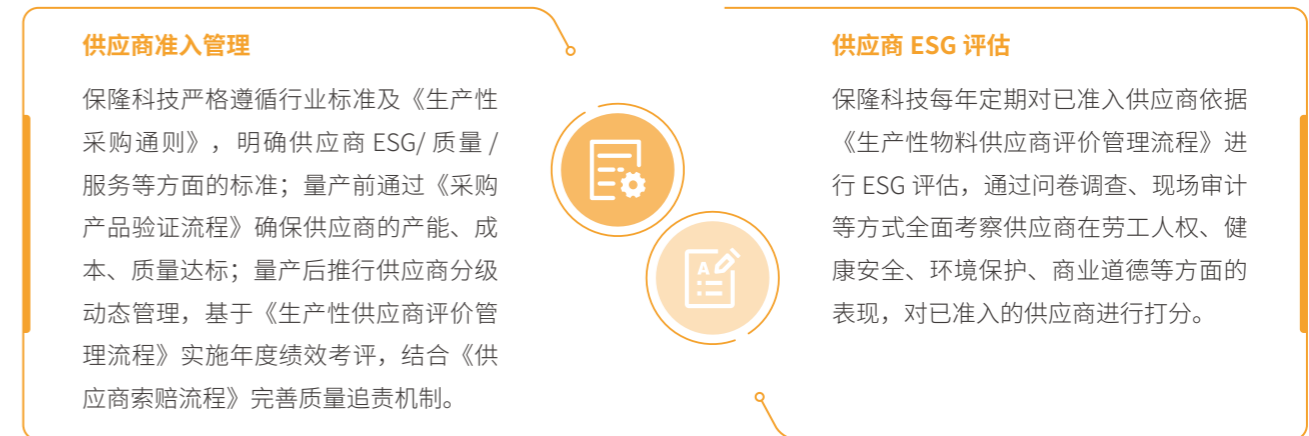 供应商准入管理
保隆科技严格遵循行业标准及《生产性
采购通则》，明确供应商 ESG/ 质量 /
服务等方面的标准；量产前通过《采购
产品验证流程》确保供应商的产能、成
本、质量达标；量产后推行供应商分级
动态管理，基于《生产性供应商评价管
理流程》实施年度绩效考评，结合《供
应商索赔流程》完善质量追责机制。
A
供应商 ESG 评估
保隆科技每年定期对已准入供应商依据
《生产性物料供应商评价管理流程》进
行 ESG 评估，通过问卷调查、现场审计
等方式全面考察供应商在劳工人权、健
康安全、环境保护、商业道德等方面的
表现，对已准入的供应商进行打分。